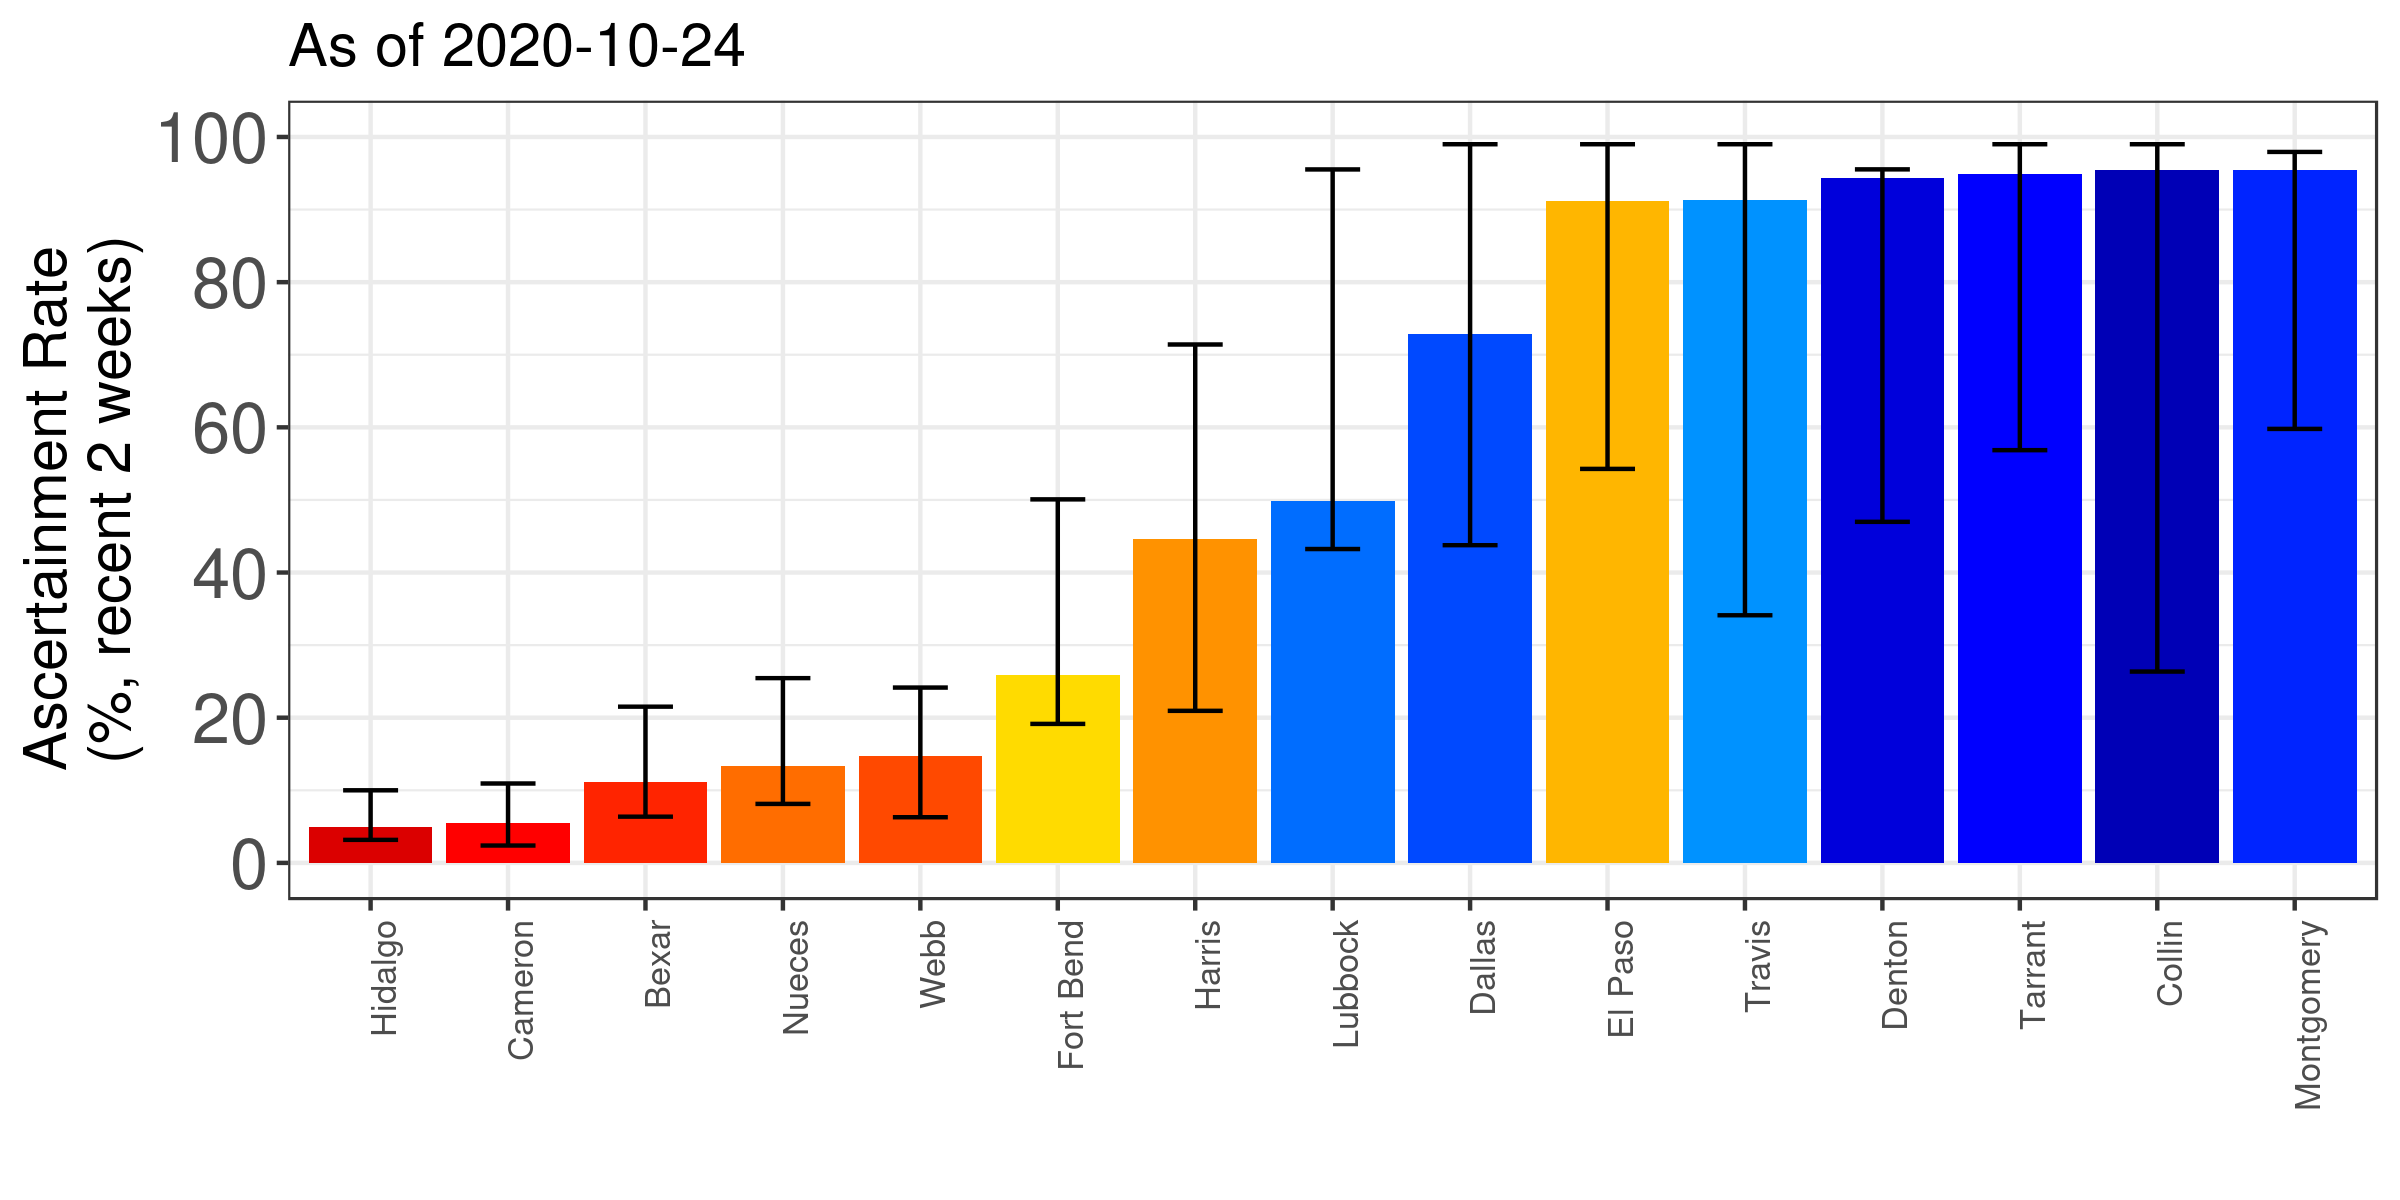 As of 2020-10-24
Ascertainment Rate
(%, recent 2 weeks)
100
80
60
40
20
0
Hidalgo
Cameron
Bexar
Nueces
Webb
Fort Bend
Harris
Lubbock
Dallas
El Paso
Travis
Denton
Tarrant
Collin
Montgomery